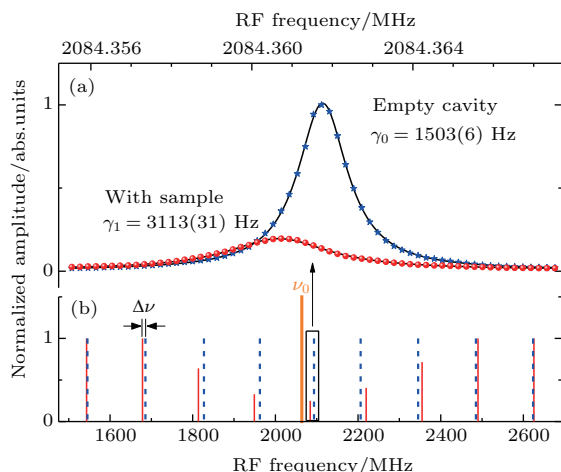 RF frequency/MHz
2084.356 2084.360 2084.364
Normalized amplitude/abs.units
(a)
1
Empty cavity
γ0 = 1503(6) Hz
With sample
γ1 = 3113(31) Hz
0
(b)
Δν
ν0
1
0
1600 1800 2000 2200 2400 2600
RF frequency/MHz